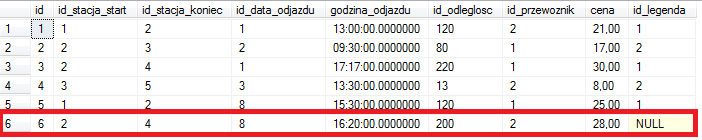 id id_stacja_start id_stacja_koniec id_data_odjazdu godzina_odjazdu id_odleglosc id_przewoznik cena id_legenda
1 1 1 2 1 13:00:00.0000000 120 2 21,00 1
2 2 2 3 2 09:30:00.0000000 80 1 17,00 2
3 3 2 4 1 17:17:00.0000000 220 1 30,00 1
4 4 3 5 3 13:30:00.0000000 13 2 8,00 2
5 5 1 2 8 15:30:00.0000000 120 1 25,00 1
6 6 2 4 8 16:20:00.0000000 200 2 28,00 NULL